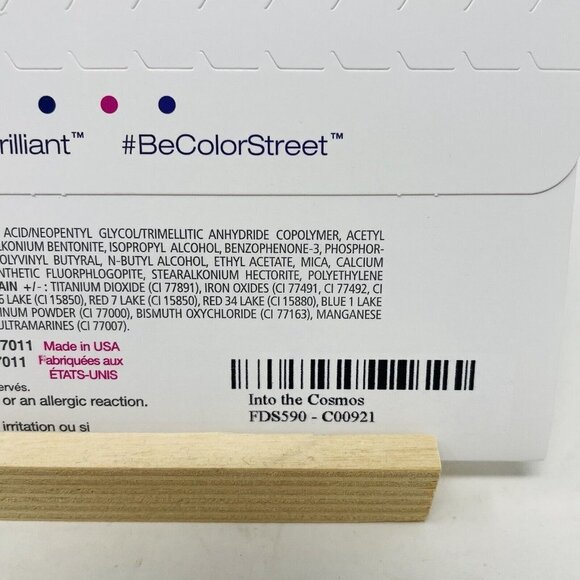 rilliant™ #BeColorStreet™
ACID/NEOPENTYL GLYCOL/TRIMELLITIC ANHYDRIDE COPOLYMER, ACETYL
LKONIUM BENTONITE, ISOPROPYL ALCOHOL, BENZOPHENONE-3, PHOSPHOR-
OLYVINYL BUTYRAL, N-BUTYL ALCOHOL, ETHYL ACETATE, MICA, CALCIUM
NTHETIC FLUORPHLOGOPITE, STEARALKONIUM HECTORITE, POLYETHYLENE
AIN +/- : TITANIUM DIOXIDE (CI 77891), IRON OXIDES (CI 77491, CI 77492, CI
6 LAKE (CI 15850), RED 7 LAKE (CI 15850), RED 34 LAKE (CI 15880), BLUE 1 LAKE
INUM POWDER (CI 77000), BISMUTH OXYCHLORIDE (CI 77163), MANGANESE
ULTRAMARINES (CI 77007).
7011 Made in USA
7011 Fabriquées aux
ÉTATS-UNIS
servés.
or an allergic reaction.
irritation ou si
Into the Cosmos
FDS590 - C00921